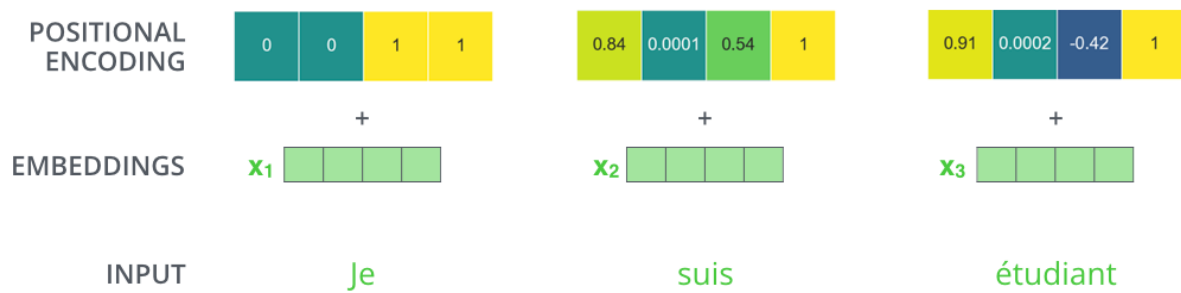 POSITIONAL ENCODING
0 0 1 1
0.84 0.0001 0.54 1
0.91 0.0002 -0.42 1
+ + +
EMBEDDINGS
x1 x2 x3
INPUT
Je suis étudiant